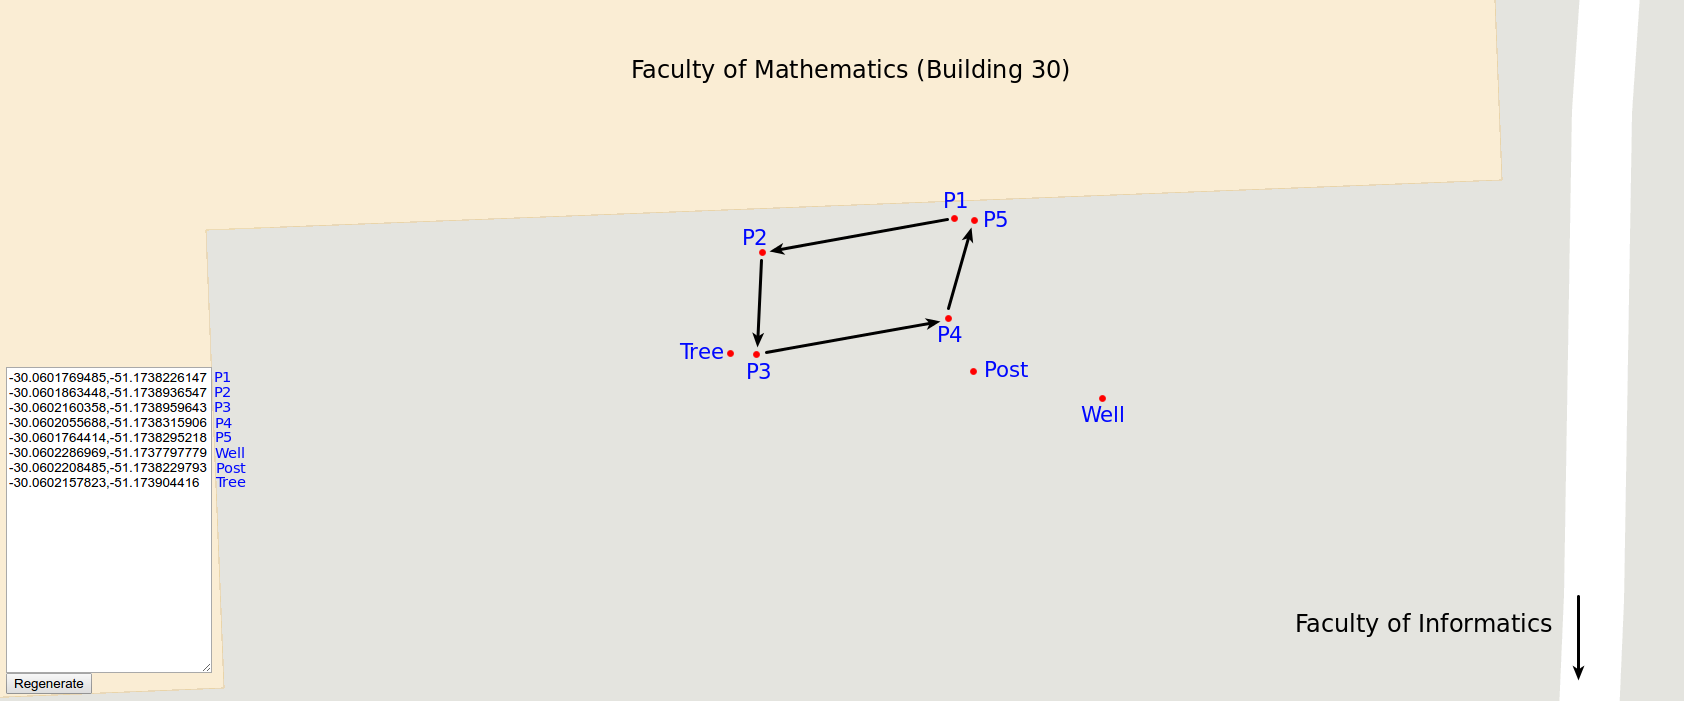 Faculty of Mathematics (Building 30)
P1
P5
P2
P4
Tree
P3
Post
Well
-30.0601769485,-51.1738226147 P1
-30.0601863448,-51.1738936547 P2
-30.0602160358,-51.1738959643 P3
-30.0602055688,-51.1738315906 P4
-30.0601764414,-51.1738295218 P5
-30.0602286969,-51.1737797779 Well
-30.0602208485,-51.1738229793 Post
-30.0602157823,-51.173904416 Tree
Faculty of Informatics
Regenerate